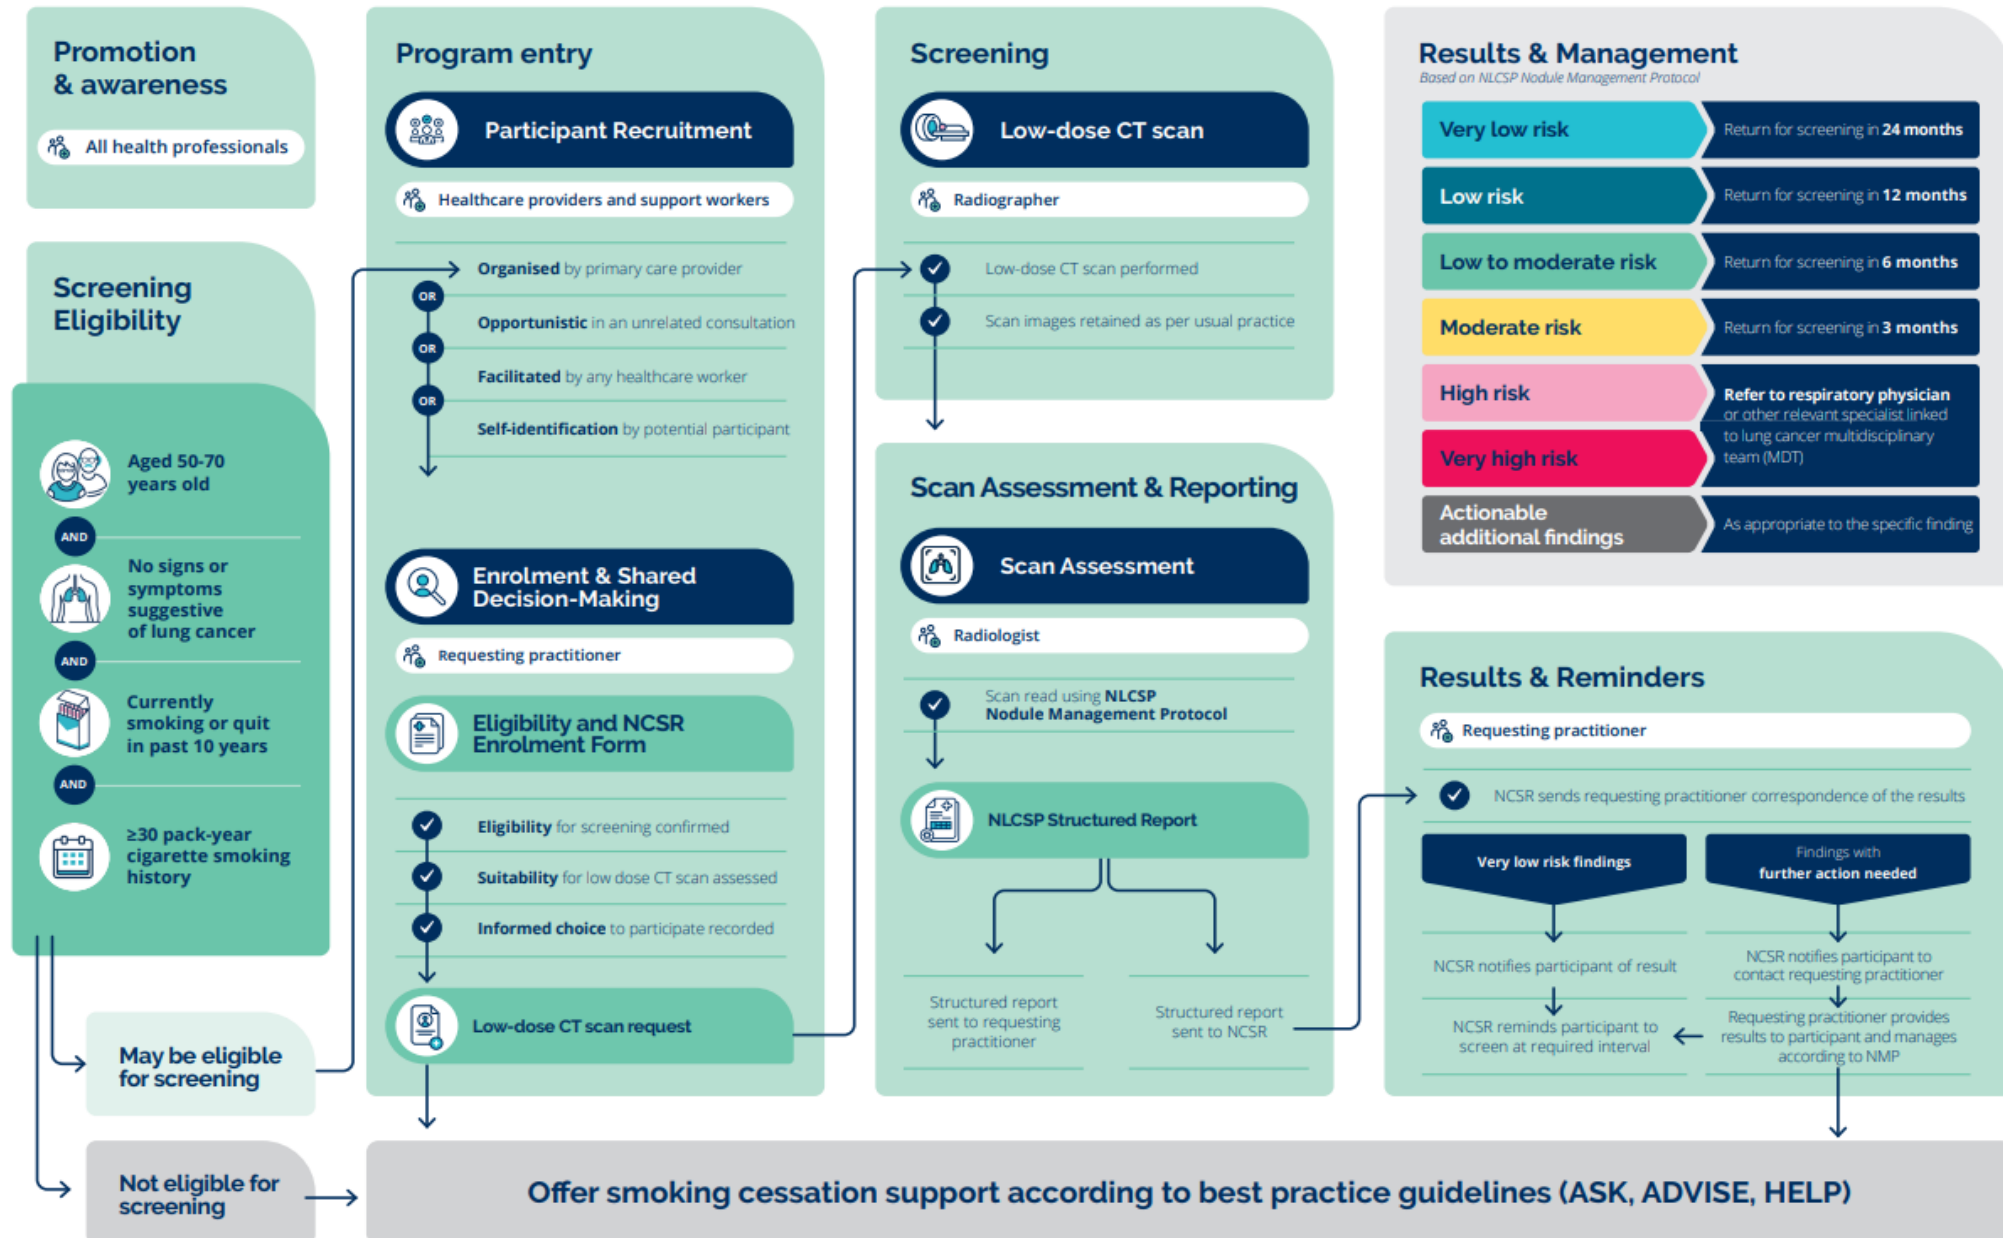 Promotion
& awareness
All health professionals
Screening
Eligibility
Aged 50-70
years old
AND
No signs or
symptoms
suggestive
of lung cancer
AND
Currently
smoking or quit
in past 10 years
AND
≥30 pack-year
cigarette smoking
history
May be eligible
for screening
Not eligible for
screening
Program entry
Participant Recruitment
Healthcare providers and support workers
Organised by primary care provider
OR
Opportunistic in an unrelated consultation
OR
Facilitated by any healthcare worker
OR
Self-identification by potential participant
Enrolment & Shared
Decision-Making
Requesting practitioner
Eligibility and NCSR
Enrolment Form
Eligibility for screening confirmed
Suitability for low dose CT scan assessed
Informed choice to participate recorded
Low-dose CT scan request
Screening
Low-dose CT scan
Radiographer
Low-dose CT scan performed
Scan images retained as per usual practice
Scan Assessment & Reporting
Scan Assessment
Radiologist
Scan read using NLCSP
Nodule Management Protocol
NLCSP Structured Report
Structured report
sent to requesting
practitioner
Structured report
sent to NCSR
Results & Management
Based on NLCSP Nodule Management Protocol
Very low risk
Return for screening in 24 months
Low risk
Return for screening in 12 months
Low to moderate risk
Return for screening in 6 months
Moderate risk
Return for screening in 3 months
High risk
Very high risk
Refer to respiratory physician
or other relevant specialist linked
to lung cancer multidisciplinary
team (MDT)
Actionable
additional findings
As appropriate to the specific finding
Results & Reminders
Requesting practitioner
NCSR sends requesting practitioner correspondence of the results
Very low risk findings
NCSR notifies participant of result
NCSR reminds participant to
screen at required interval
Findings with
further action needed
NCSR notifies participant to
contact requesting practitioner
Requesting practitioner provides
results to participant and manages
according to NMP
Offer smoking cessation support according to best practice guidelines (ASK, ADVISE, HELP)